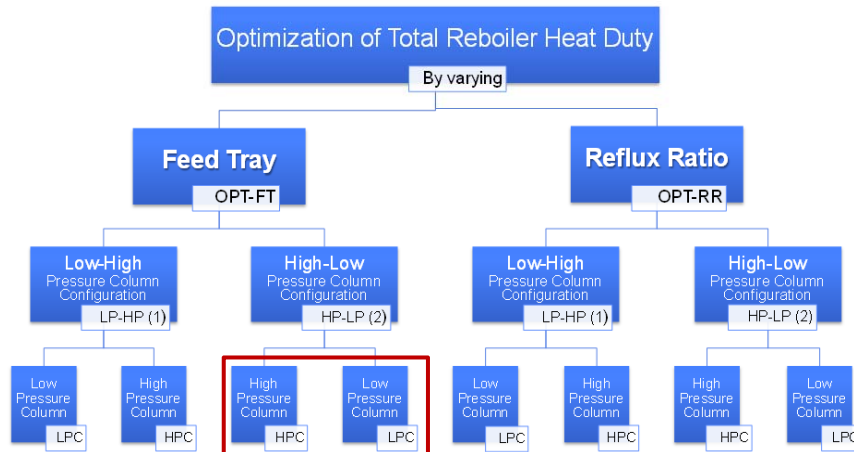 Optimization of Total Reboiler Heat Duty
By varying
Feed Tray
OPT-FT
Reflux Ratio
OPT-RR
Low-High
Pressure Column
Configuration
LP-HP (1)
High-Low
Pressure Column
Configuration
HP-LP (2)
Low-High
Pressure Column
Configuration
LP-HP (1)
High-Low
Pressure Column
Configuration
HP-LP (2)
Low
Pressure
Column
LPC
High
Pressure
Column
HPC
High
Pressure
Column
HPC
Low
Pressure
Column
LPC
Low
Pressure
Column
LPC
High
Pressure
Column
HPC
High
Pressure
Column
HPC
Low
Pressure
Column
LPC